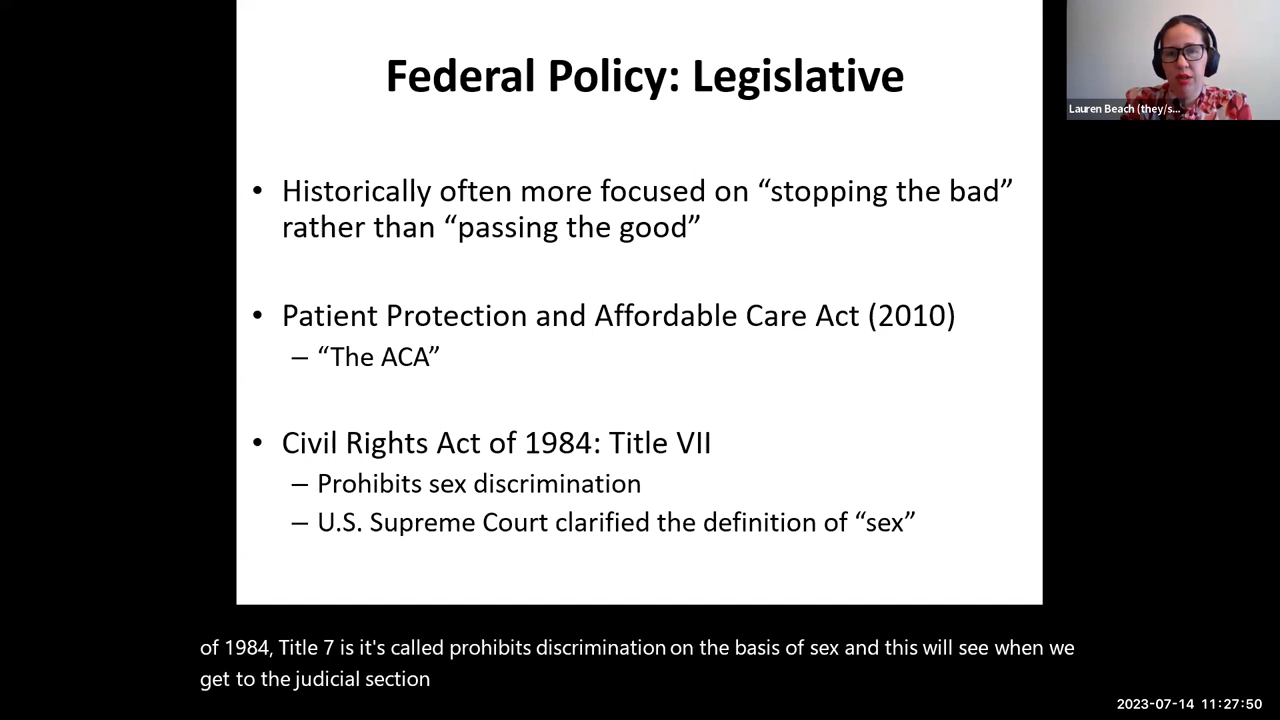 Federal Policy: Legislative
Lauren Beach (they/s...
• Historically often more focused on “stopping the bad”
rather than “passing the good”
• Patient Protection and Affordable Care Act (2010)
– “The ACA”
• Civil Rights Act of 1984: Title VII
– Prohibits sex discrimination
– U.S. Supreme Court clarified the definition of “sex”
of 1984, Title 7 is it's called prohibits discrimination on the basis of sex and this will see when we
get to the judicial section
2023-07-14 11:27:50